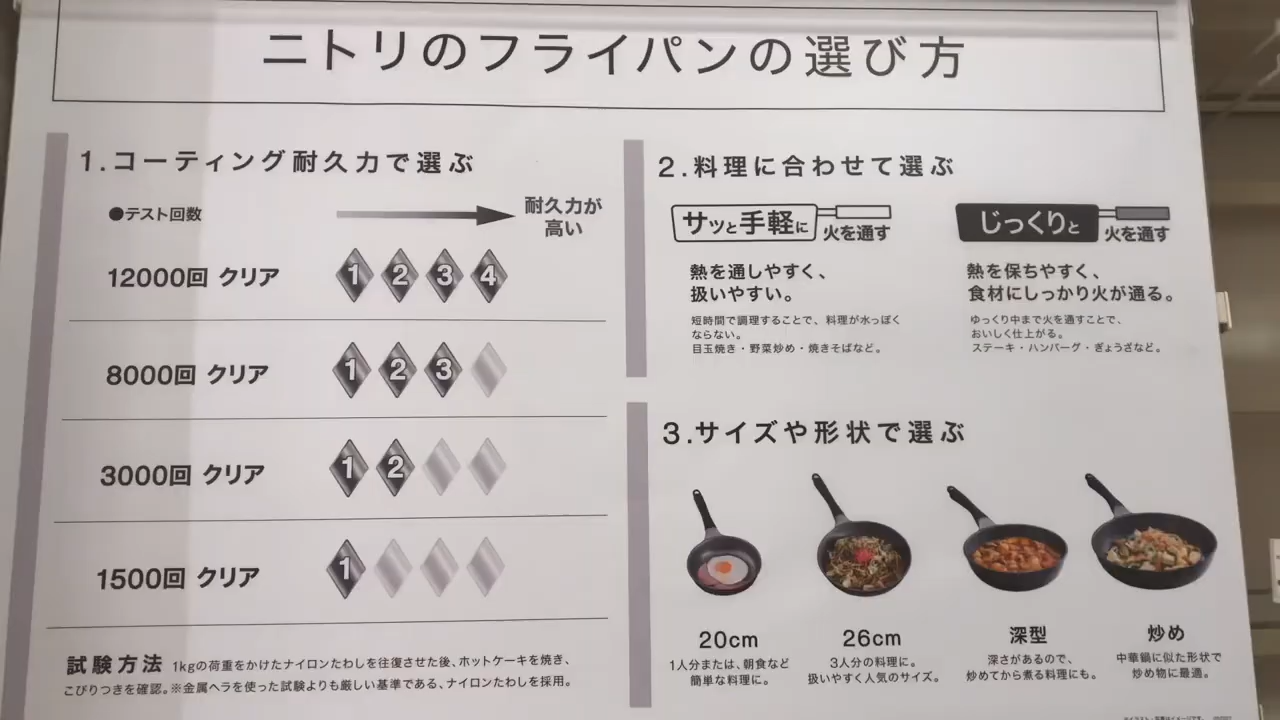 ニトリのフライパンの選び方
1.コーティング耐久力で選ぶ
●テスト回数
耐久力が
高い
12000回 クリア
1 2 3 4
8000回 クリア
1 2 3
3000回 クリア
1 2
1500回 クリア
1
試験方法 1kgの荷重をかけたナイロンたわしを往復させた後、ホットケーキを焼き、
こびりつきを確認。※金属ヘラを使った試験よりも厳しい基準である、ナイロンたわしを採用。
2.料理に合わせて選ぶ
サッと手軽に
火を通す
熱を通しやすく、
扱いやすい。
短時間で調理することで、料理が水っぽく
ならない。
目玉焼き・野菜炒め・焼きそばなど。
じっくりと
火を通す
熱を保ちやすく、
食材にしっかり火が通る。
ゆっくり中まで火を通すことで、
おいしく仕上がる。
ステーキ・ハンバーグ・ぎょうざなど。
3.サイズや形状で選ぶ
20cm
1人分または、朝食など
簡単な料理に。
26cm
3人分の料理に。
扱いやすく人気のサイズ。
深型
深さがあるので、
炒めてから煮る料理にも。
炒め
中華鍋に似た形状で
炒め物に最適。